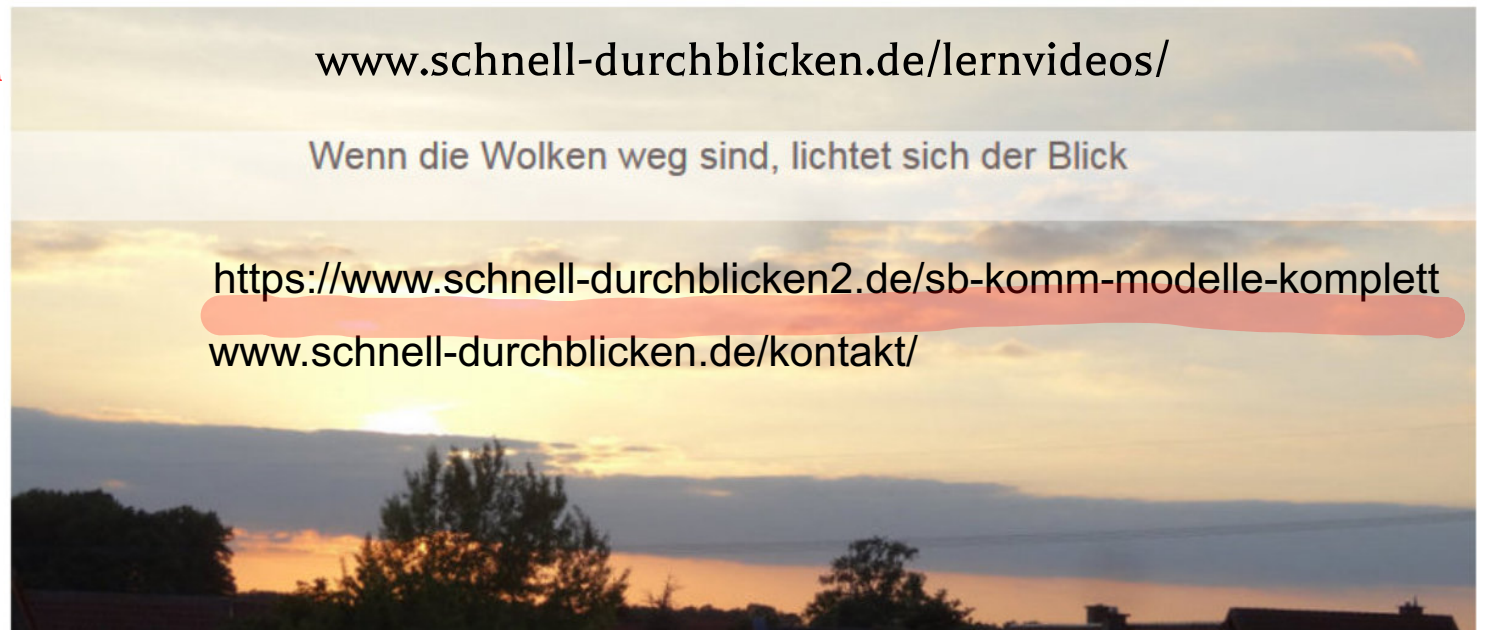 www.schnell-durchblicken.de/lernvideos/
Wenn die Wolken weg sind, lichtet sich der Blick
https://www.schnell-durchblicken2.de/sb-komm-modelle-komplett
www.schnell-durchblicken.de/kontakt/